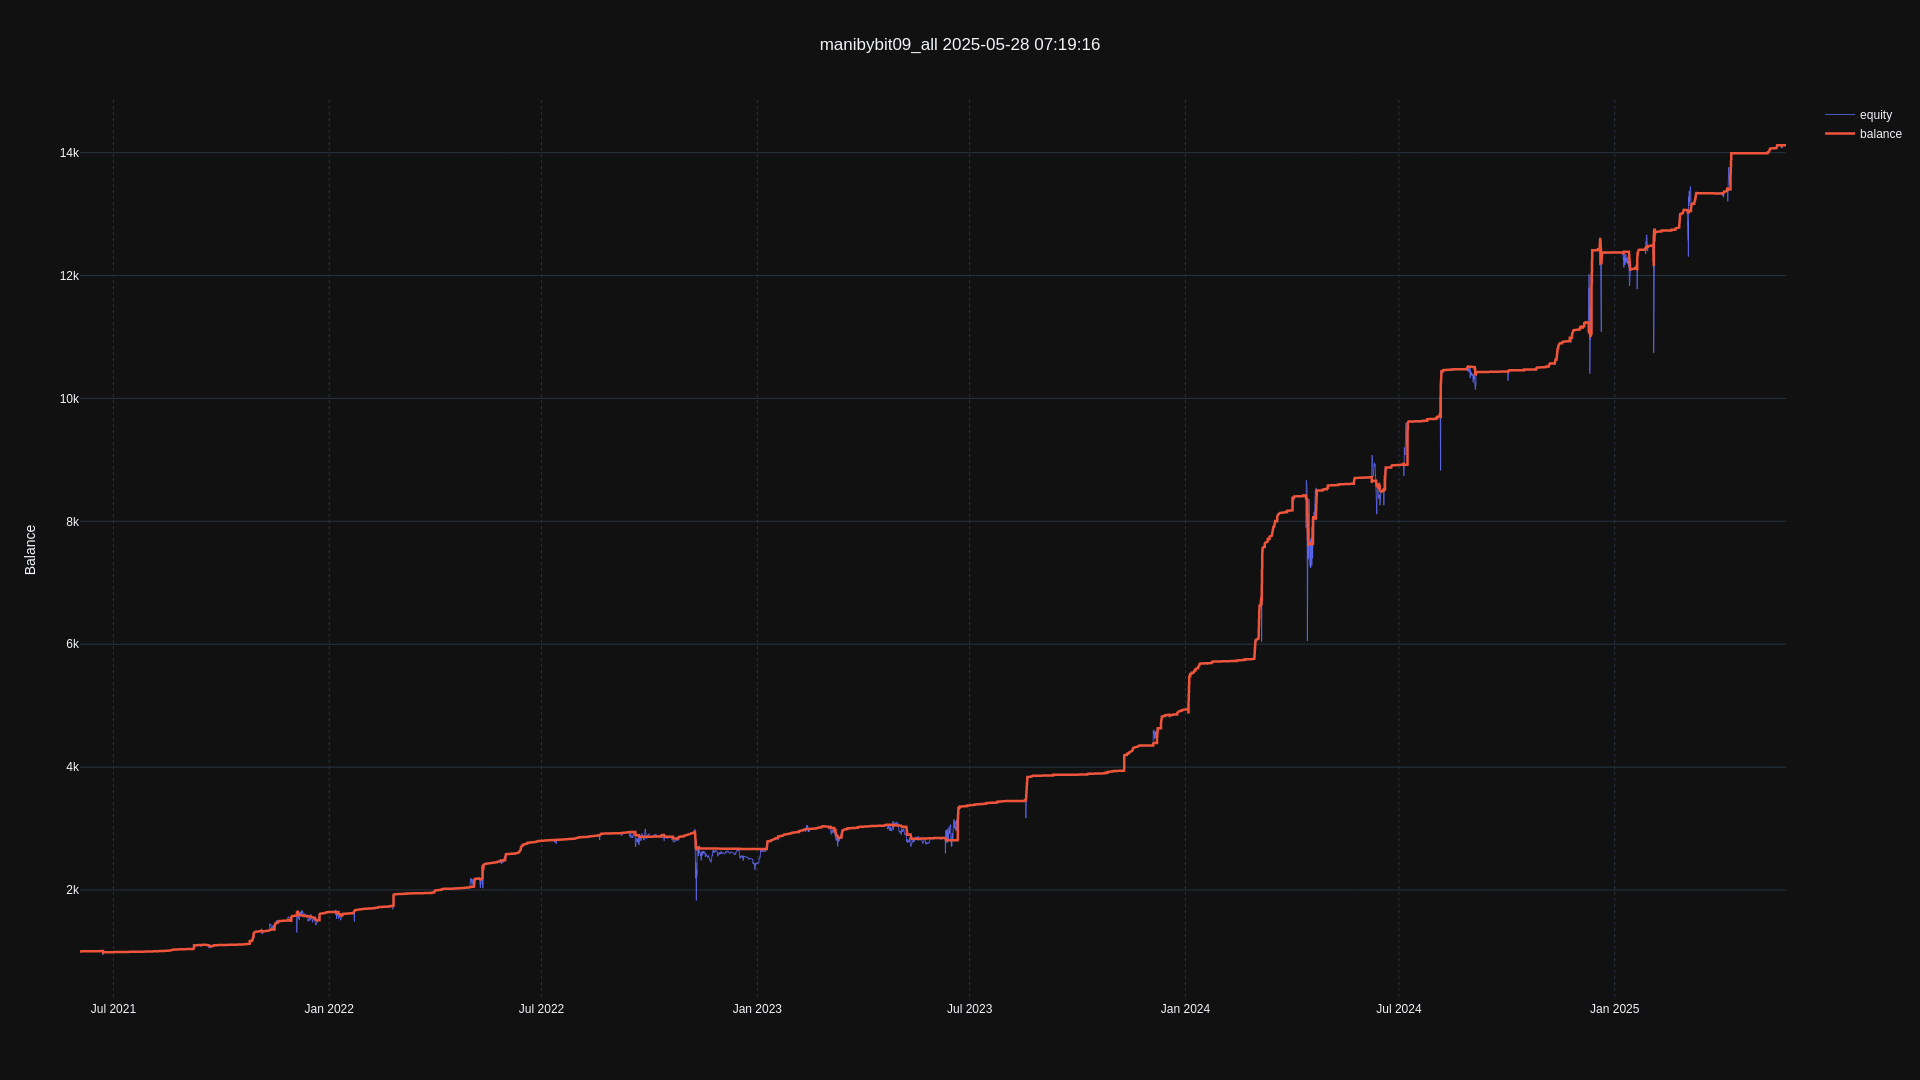 manibybit09_all 2025-05-28 07:19:16
equity
balance
14k
12k
10k
8k
6k
4k
2k
Balance
Jul 2021
Jan 2022
Jul 2022
Jan 2023
Jul 2023
Jan 2024
Jul 2024
Jan 2025